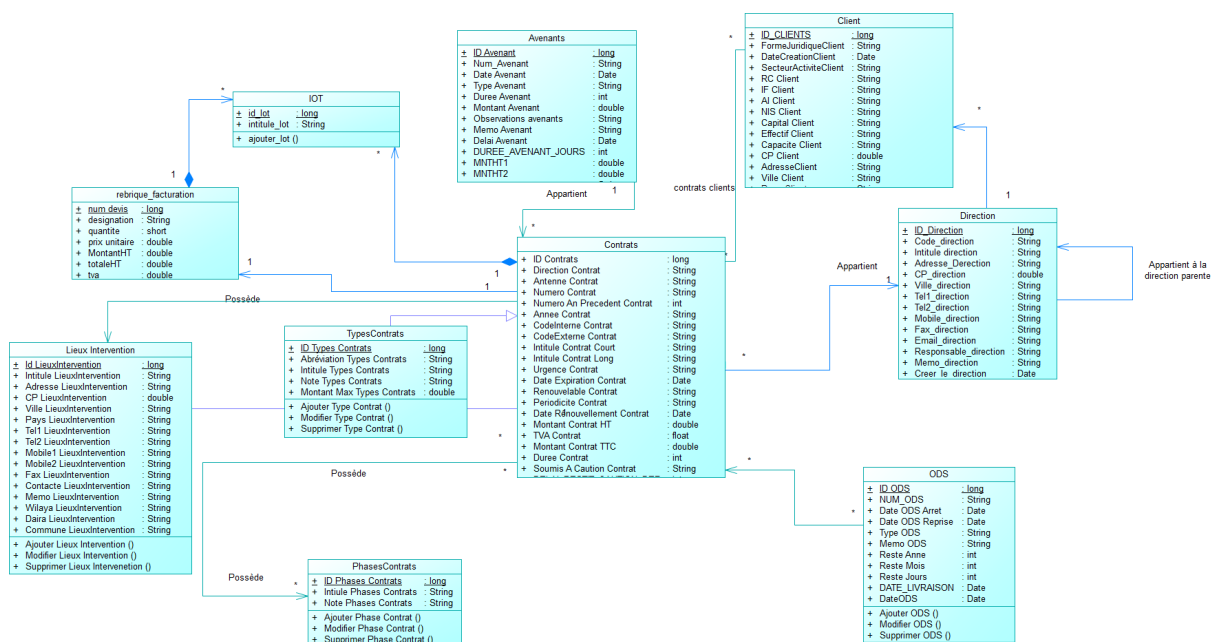 Client
+ ID_CLIENTS : long
+ FormeJuridiqueClient : String
+ DateCreationClient : Date
+ SecteurActiviteClient : String
+ RC Client : String
+ IF Client : String
+ AI Client : String
+ NIS Client : String
+ Capital Client : String
+ Effectif Client : String
+ Capacite Client : String
+ CP Client : double
+ AdresseClient : String
+ Ville Client : String
Avenants
+ ID Avenant : long
+ Num_Avenant : String
+ Date Avenant : Date
+ Type Avenant : String
+ Duree Avenant : int
+ Montant Avenant : double
+ Observations avenants : String
+ Memo Avenant : String
+ Delai Avenant : Date
+ DUREE_AVENANT_JOURS : int
+ MNTHT1 : double
+ MNTHT2 : double
IOT
+ id_lot : long
+ intitule_lot : String
+ ajouter_lot ()
rebrique_facturation
+ num devis : long
+ designation : String
+ quantite : short
+ prix unitaire : double
+ MontantHT : double
+ totaleHT : double
+ tva : double
Appartient
contrats clients
Direction
+ ID_Direction : long
+ Code_direction : String
+ Intitule direction : String
+ Adresse_Derection : String
+ CP_direction : double
+ Ville_direction : String
+ Tel1_direction : String
+ Tel2_direction : String
+ Mobile_direction : String
+ Fax_direction : String
+ Email_direction : String
+ Responsable_direction : String
+ Memo_direction : String
+ Creer_le_direction : Date
Appartient á la
direction parente
Appartient
Contrats
+ ID Contrats : long
+ Direction Contrat : String
+ Antenne Contrat : String
+ Numero Contrat : String
+ Numero An Precedent Contrat : int
+ Annee Contrat : String
+ CodeInterne Contrat : String
+ CodeExterne Contrat : String
+ Intitule Contrat Court : String
+ Intitule Contrat Long : String
+ Urgence Contrat : String
+ Date Expiration Contrat : Date
+ Renouvelable Contrat : String
+ Periodicite Contrat : String
+ Date Renouvellement Contrat : Date
+ Montant Contrat HT : double
+ TVA Contrat : float
+ Montant Contrat TTC : double
+ Duree Contrat : int
+ Soumis A Caution Contrat : String
Posséde
TypesContrats
+ ID Types Contrats : long
+ Abréviation Types Contrats : String
+ Intitule Types Contrats : String
+ Note Types Contrats : String
+ Montant Max Types Contrats : double
+ Ajouter Type Contrat ()
+ Modifier Type Contrat ()
+ Supprimer Type Contrat ()
Lieux Intervention
+ Id LieuxIntervention : long
+ Intitule LieuxIntervention : String
+ Adresse LieuxIntervention : String
+ CP LieuxIntervention : double
+ Ville LieuxIntervention : String
+ Pays LieuxIntervention : String
+ Tel1 LieuxIntervention : String
+ Tel2 LieuxIntervention : String
+ Mobile1 LieuxIntervention : String
+ Mobile2 LieuxIntervention : String
+ Fax LieuxIntervention : String
+ Contacte LieuxIntervention : String
+ Memo LieuxIntervention : String
+ Wilaya LieuxIntervention : String
+ Daira LieuxIntervention : String
+ Commune LieuxIntervention : String
+ Ajouter Lieux Intervention ()
+ Modifier Lieux Intervention ()
+ Supprimer Lieux Intervenetion ()
Posséde
Posséde
PhasesContrats
+ ID Phases Contrats : long
+ Intiule Phases Contrats : String
+ Note Phases Contrats : String
+ Ajouter Phase Contrat ()
+ Modifier Phase Contrat ()
+ Supprimer Phase Contrat ()
ODS
+ ID ODS : long
+ NUM_ODS : String
+ Date ODS Arret : Date
+ Date ODS Reprise : Date
+ Type ODS : String
+ Memo ODS : String
+ Reste Anne : int
+ Reste Mois : int
+ Reste Jours : int
+ DATE_LIVRAISON : Date
+ DateODS : Date
+ Ajouter ODS ()
+ Modifier ODS ()
+ Supprimer ODS ()